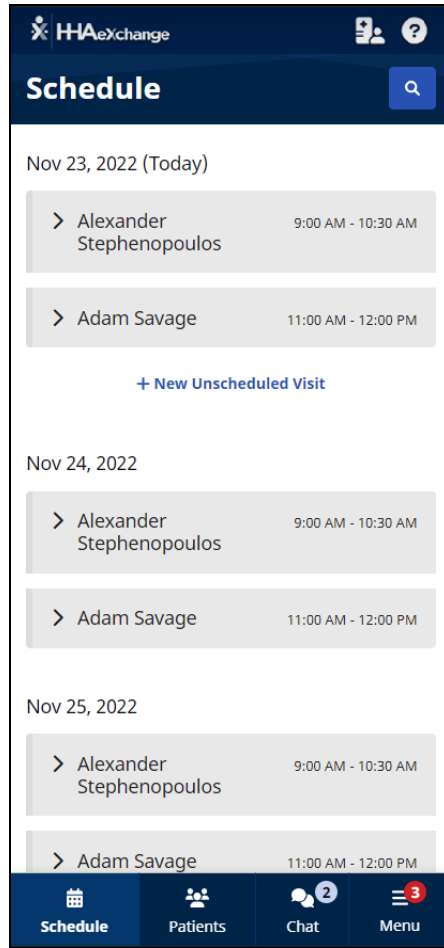 HHAeXchange
?
Schedule
Nov 23, 2022 (Today)
Alexander
Stephenopoulos
9:00 AM - 10:30 AM
Adam Savage
11:00 AM - 12:00 PM
+ New Unscheduled Visit
Nov 24, 2022
Alexander
Stephenopoulos
9:00 AM - 10:30 AM
Adam Savage
11:00 AM - 12:00 PM
Nov 25, 2022
Alexander
Stephenopoulos
9:00 AM - 10:30 AM
Adam Savage
11:00 AM - 12:00 PM
Schedule
Patients
2
Chat
3
Menu